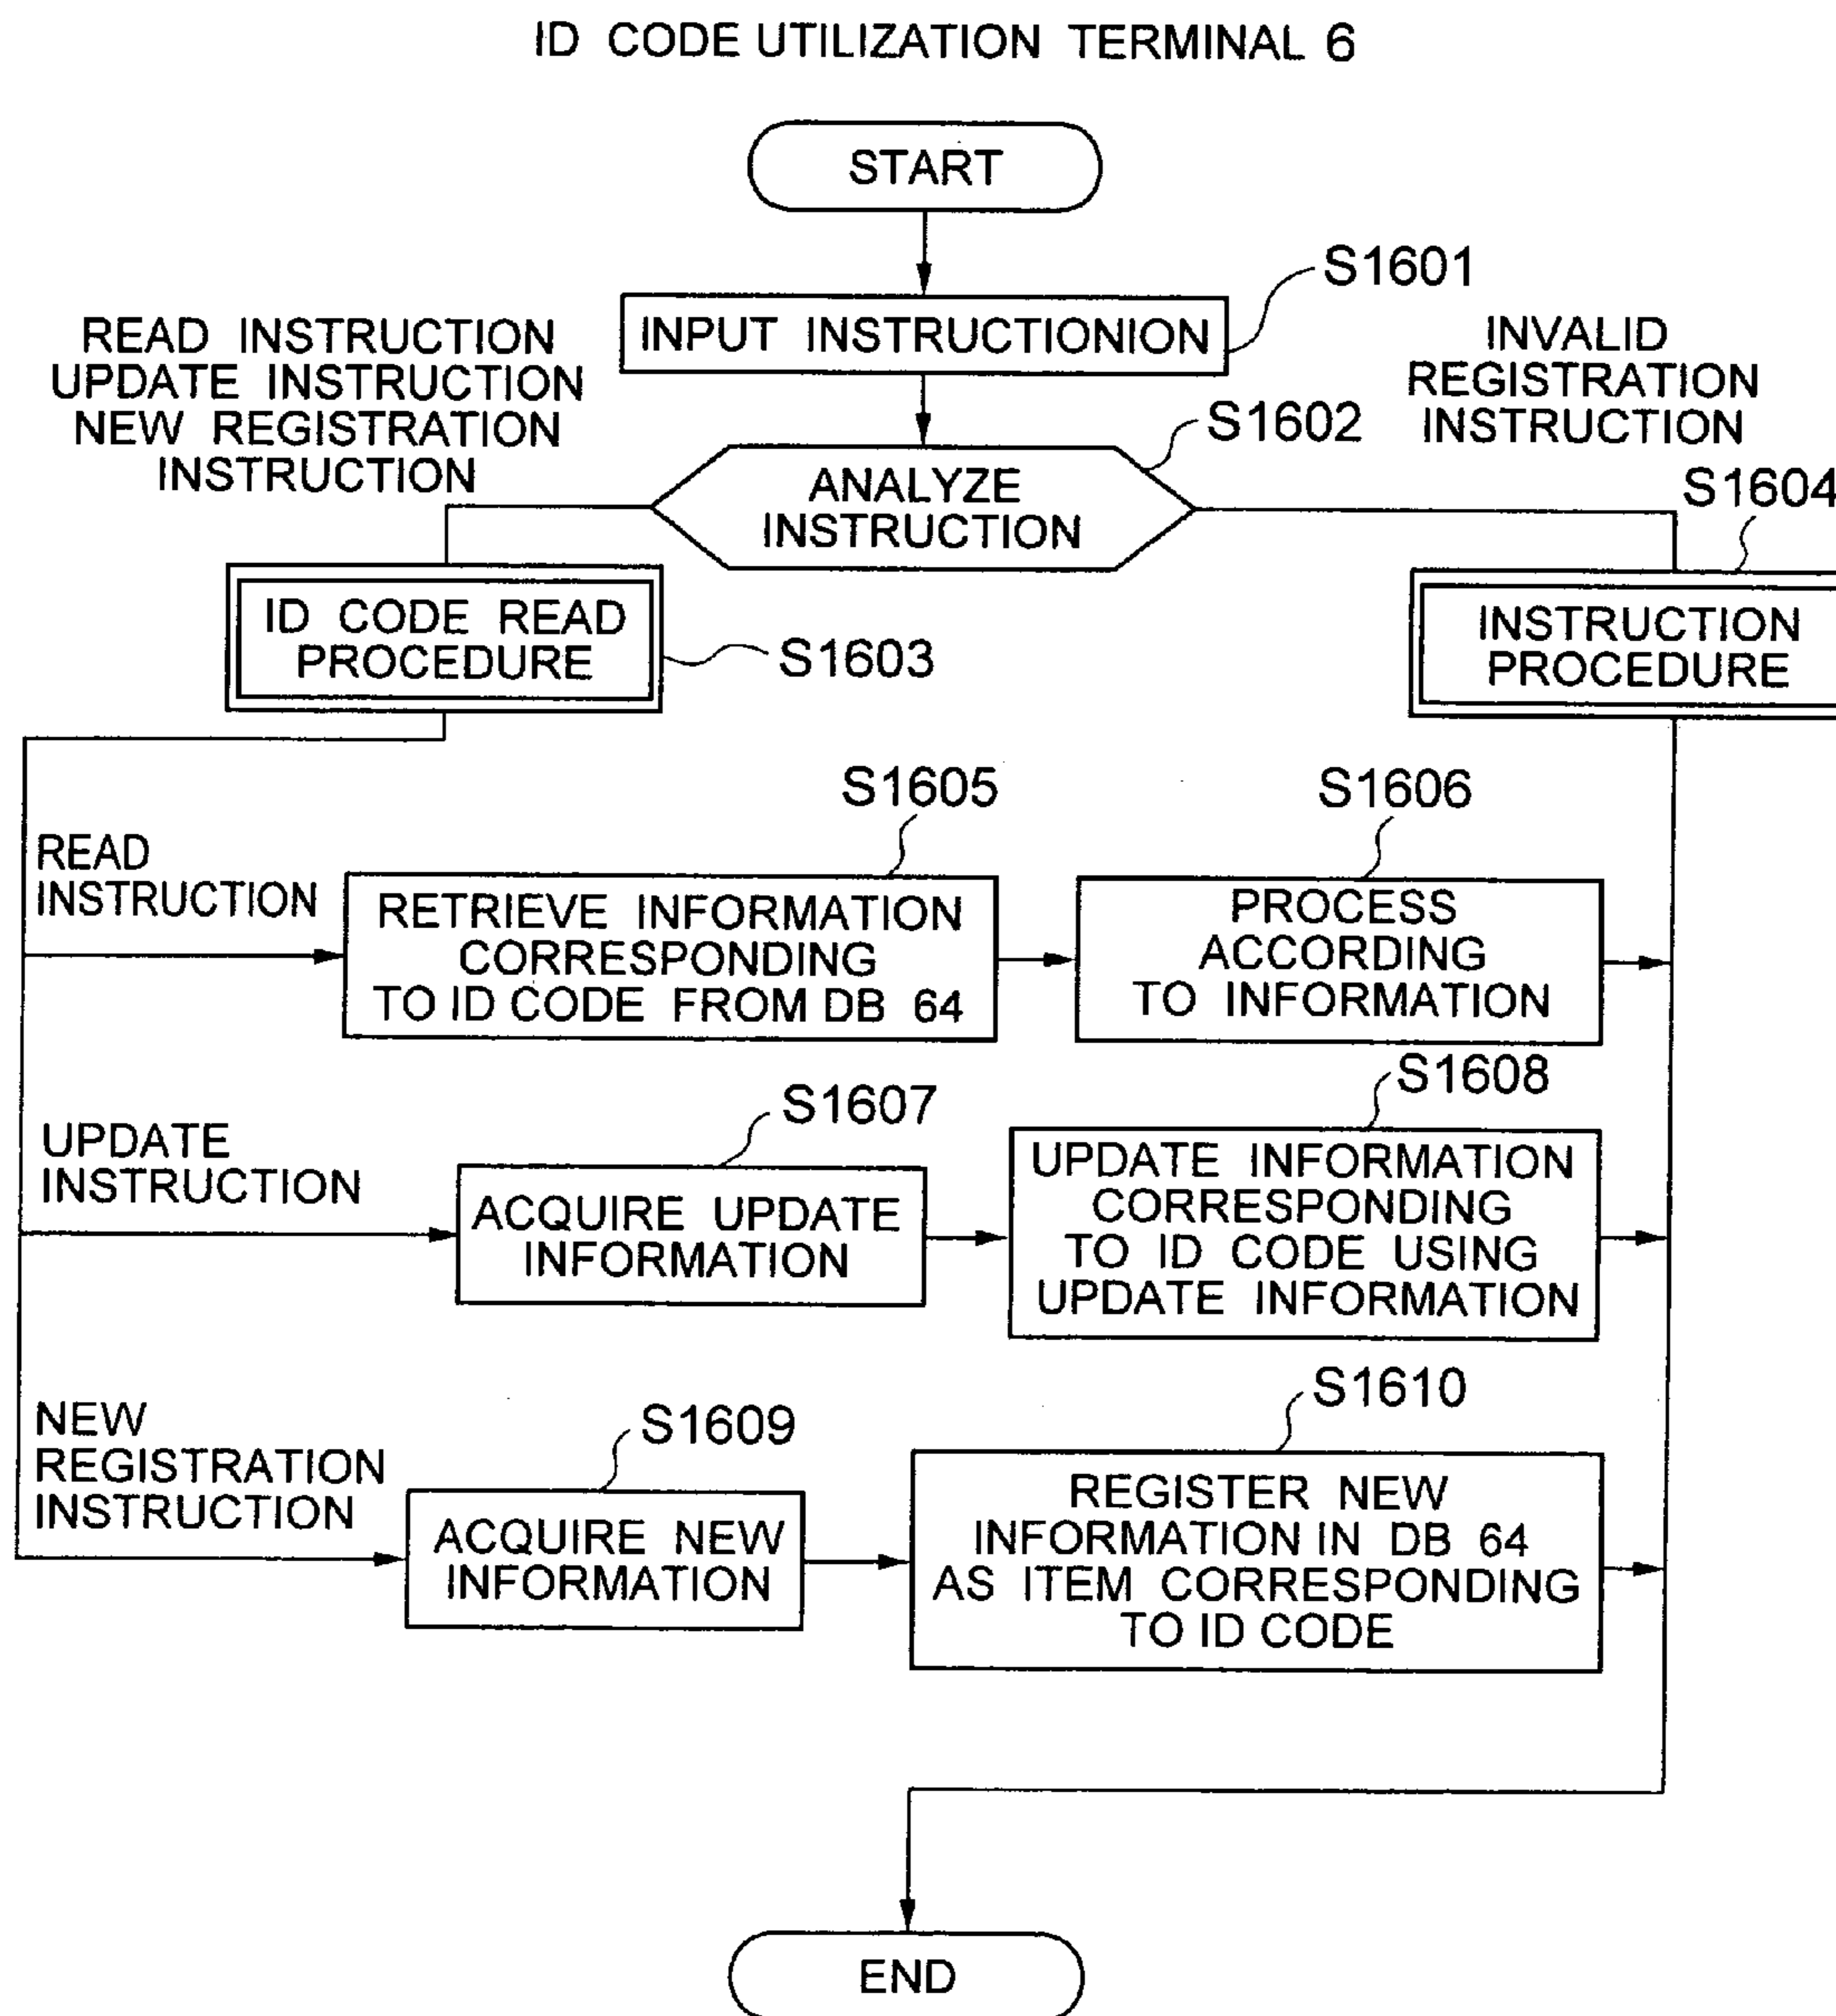 ID CODE UTILIZATION TERMINAL 6
START
S1601
INPUT INSTRUCTIONION
READ INSTRUCTION
UPDATE INSTRUCTION
NEW REGISTRATION
INSTRUCTION
INVALID
REGISTRATION
INSTRUCTION
S1602
ANALYZE
INSTRUCTION
S1604
ID CODE READ
PROCEDURE
S1603
INSTRUCTION
PROCEDURE
S1605
S1606
READ
INSTRUCTION
RETRIEVE INFORMATION
CORRESPONDING
TO ID CODE FROM DB 64
PROCESS
ACCORDING
TO INFORMATION
S1607
S1608
UPDATE
INSTRUCTION
ACQUIRE UPDATE
INFORMATION
UPDATE INFORMATION
CORRESPONDING
TO ID CODE USING
UPDATE INFORMATION
S1609
S1610
NEW
REGISTRATION
INSTRUCTION
ACQUIRE NEW
INFORMATION
REGISTER NEW
INFORMATION IN DB 64
AS ITEM CORRESPONDING
TO ID CODE
END